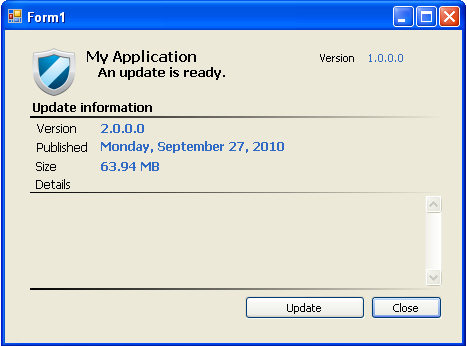 Form1
My Application
An update is ready.
Version 1.0.0.0
Update information
Version 2.0.0.0
Published Monday, September 27, 2010
Size 63.94 MB
Details
Update Close